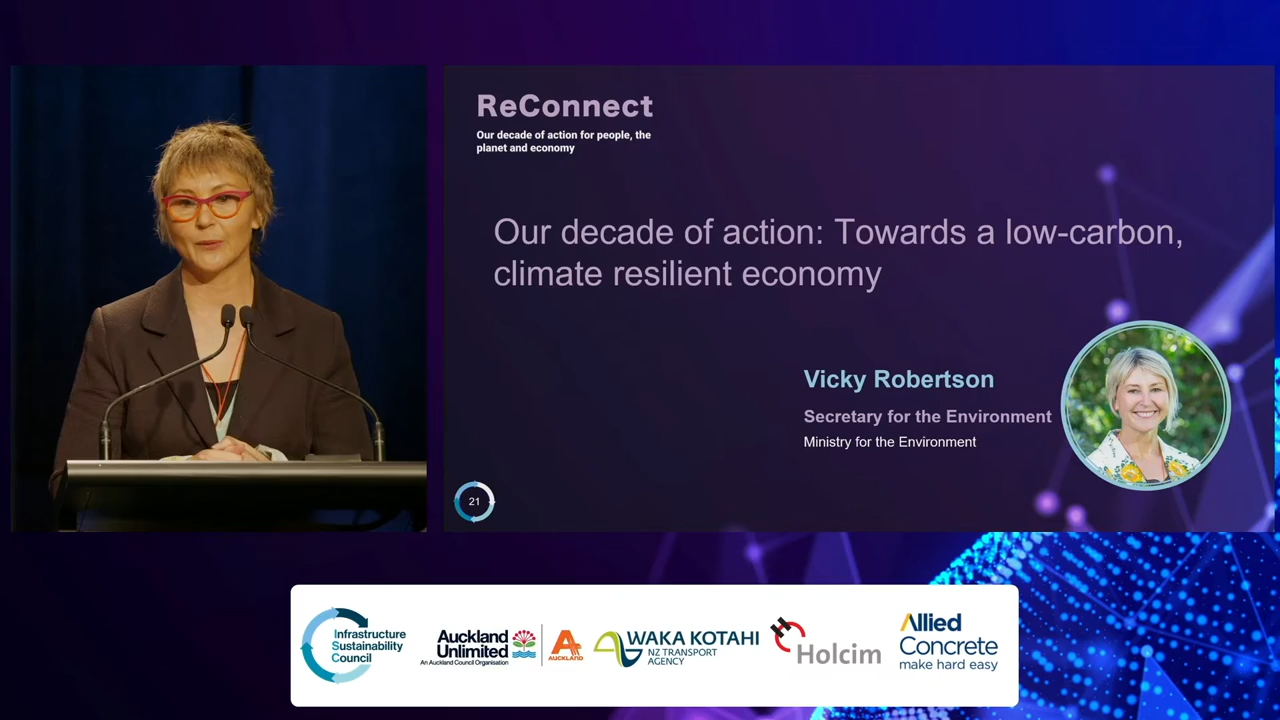 ReConnect
Our decade of action for people, the
planet and economy
Our decade of action: Towards a low-carbon,
climate resilient economy
Vicky Robertson
Secretary for the Environment
Ministry for the Environment
21
Infrastructure
Sustainability
Council
Auckland
Unlimited
An Auckland Council Organisation
AUCKLAND
WAKA KOTAHI
NZ TRANSPORT
AGENCY
Holcim
Allied
Concrete
make hard easy